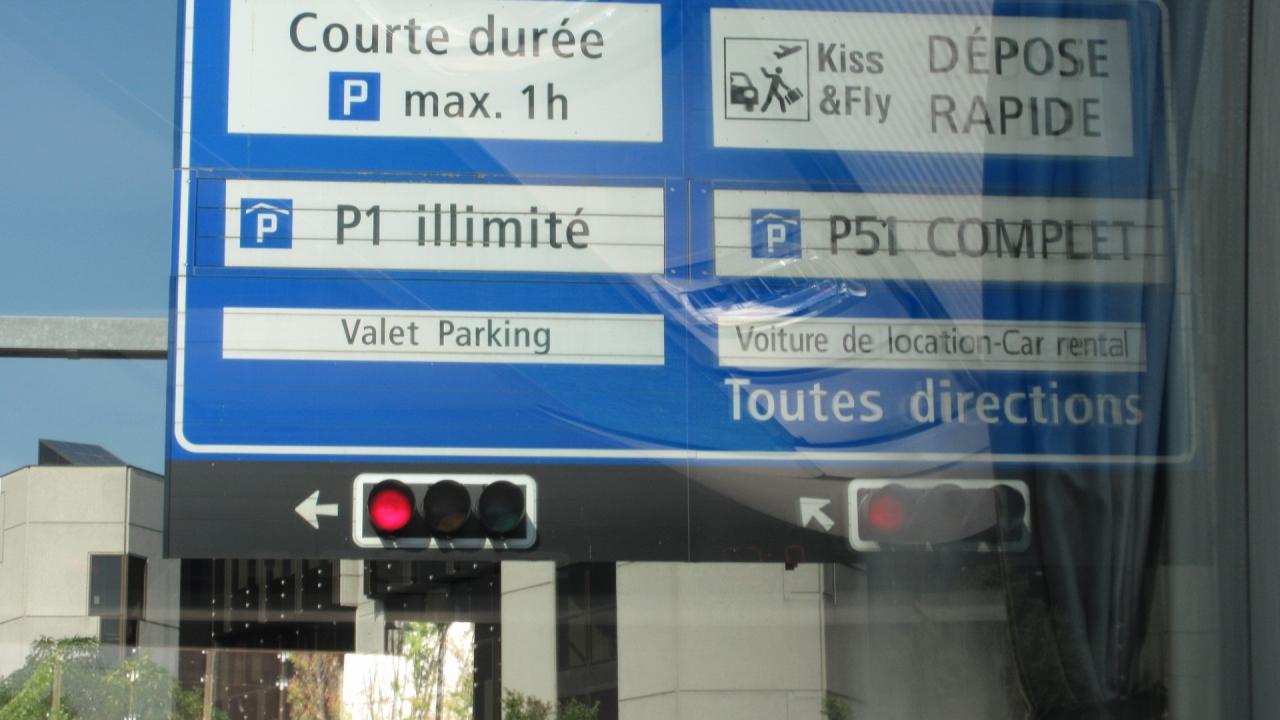 Courte durée
P max. 1h
Kiss &Fly
DÉPOSE RAPIDE
P P1 illimité
P P51 COMPLET
Valet Parking
Voiture de location-Car rental
Toutes directions